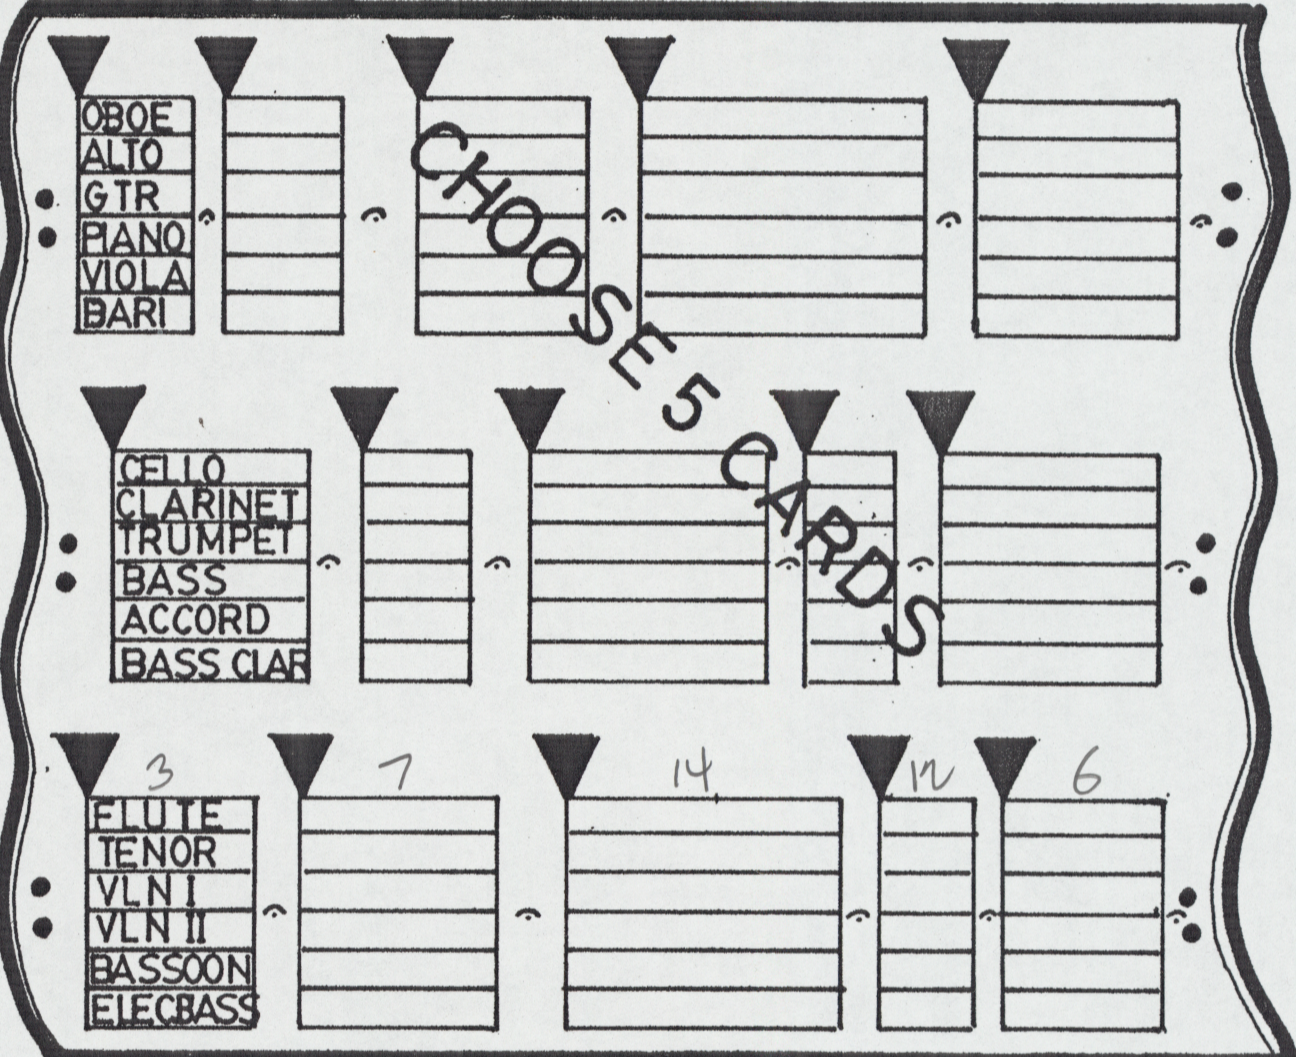 OBOE
ALTO
GTR
PIANO
VIOLA
BARI
CHOOSE 5 CARDS
CELLO
CLARINET
TRUMPET
BASS
ACCORD
BASS CLAR
3 7 14 12 6
FLUTE
TENOR
VLN I
VLN II
BASSOON
ELECBASS